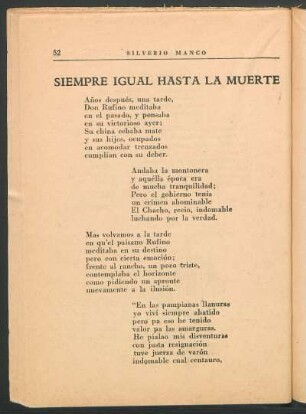 52
SILVERIO MANCO
SIEMPRE IGUAL HASTA LA MUERTE
Años después, una tarde,
Don Rufino meditaba
en el pasado, y pensaba
en su victorioso ayer;
Su china cebaba mate
y sus hijos, ocupados
en acomodar trenzados
cumplían con su deber.
Andaba la montonera
y aquélla época era
de mucha tranquilidad;
Pero el gobierno tenía
un crimen abominable
El Chacho, recio, indomable
luchando por la verdad.
Mas volvamos a la tarde
en qu'el paisano Rufino
meditaba en su destino
pero con cierta emoción;
frente al rancho, un poco triste,
contemplaba el horizonte
como pidiendo un apronte
nuevamente a la ilusión.
"En las pampianas llanuras
yo viví siempre abatido
pero pa eso he tenido
valor pa las amarguras.
He pialao mis disventuras
con justa resignación
tuve juerza de varón
indomable cual centauro,